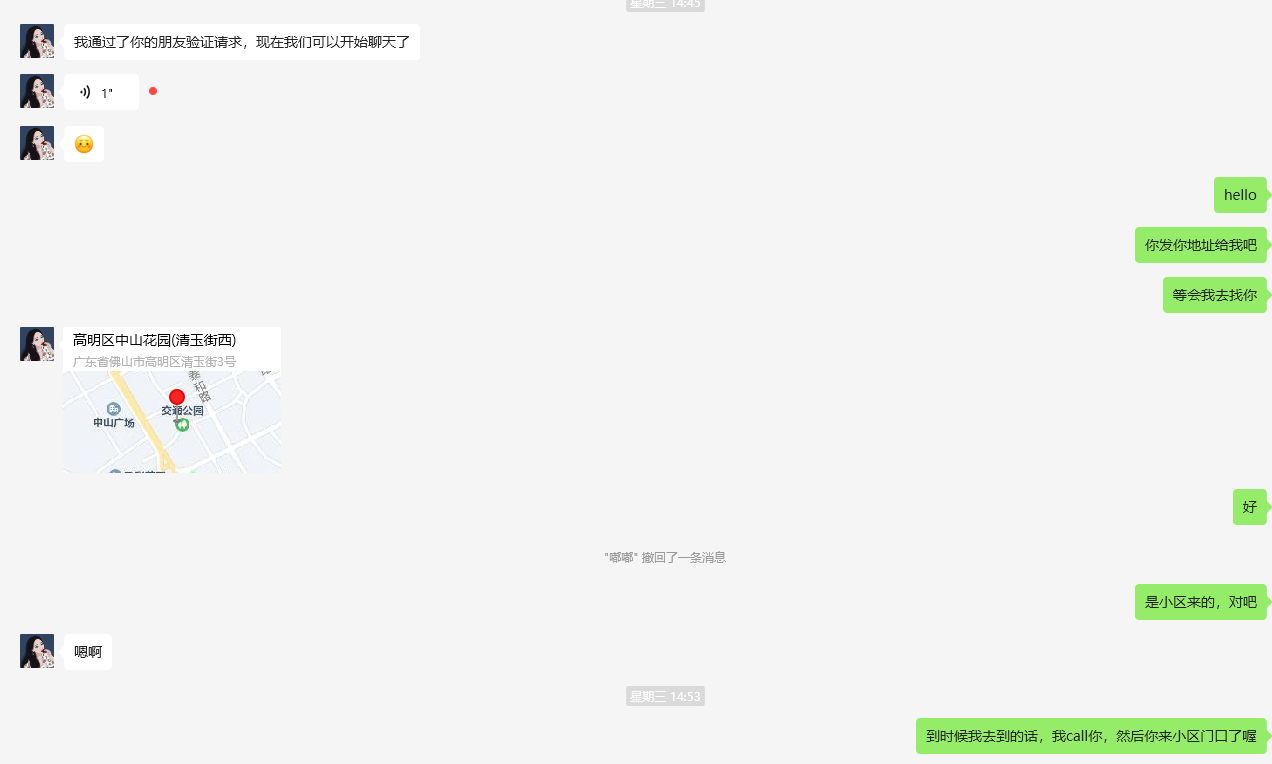 星期三 14:45
我通过了你的朋友验证请求，现在我们可以开始聊天了
1"
hello
你发你地址给我吧
等会我去找你
高明区中山花园(清玉街西)
广东省佛山市高明区清玉街3号
泰和路
交通公园
中山广场
好
"嘟嘟" 撤回了一条消息
是小区来的，对吧
嗯啊
星期三 14:53
到时候我去到的话，我call你，然后你来小区门口了喔